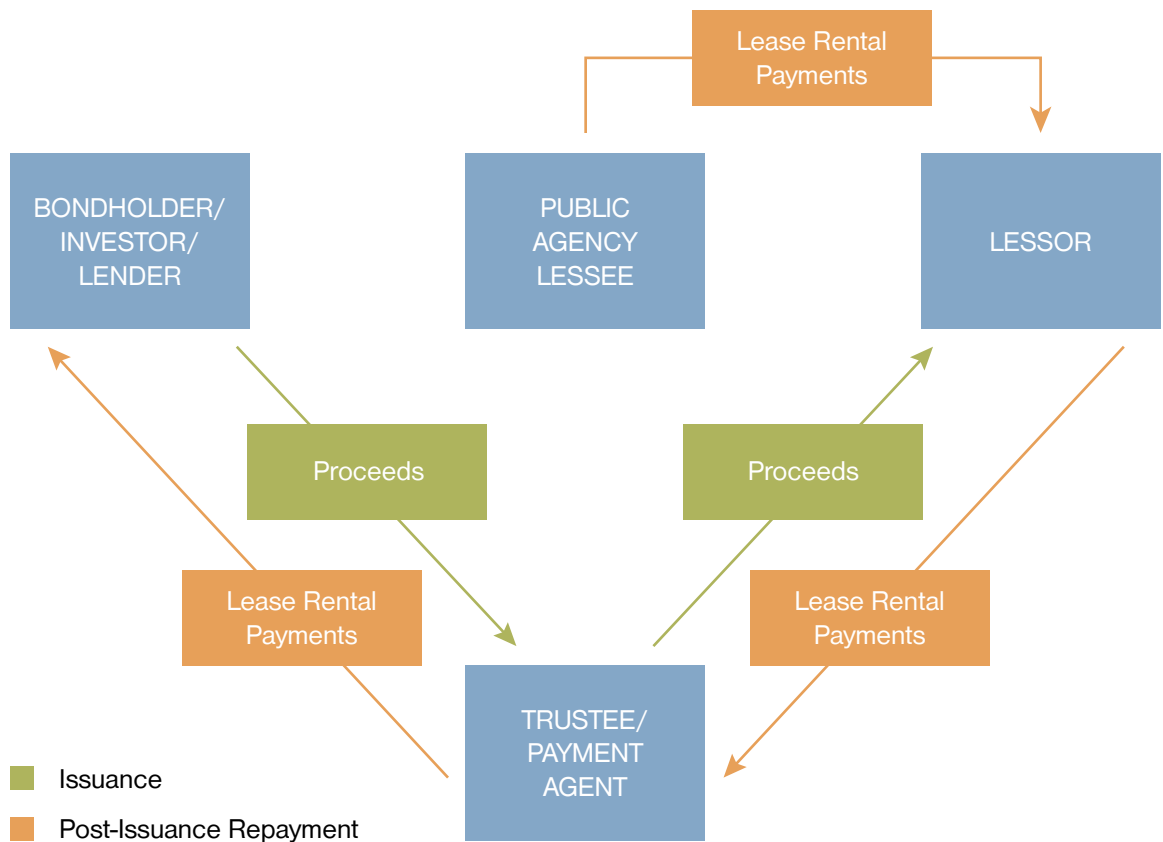 Lease Rental
Payments
BONDHOLDER/
INVESTOR/
LENDER
PUBLIC
AGENCY
LESSEE
LESSOR
Proceeds
Proceeds
Lease Rental
Payments
Lease Rental
Payments
TRUSTEE/
PAYMENT
AGENT
Issuance
Post-Issuance Repayment